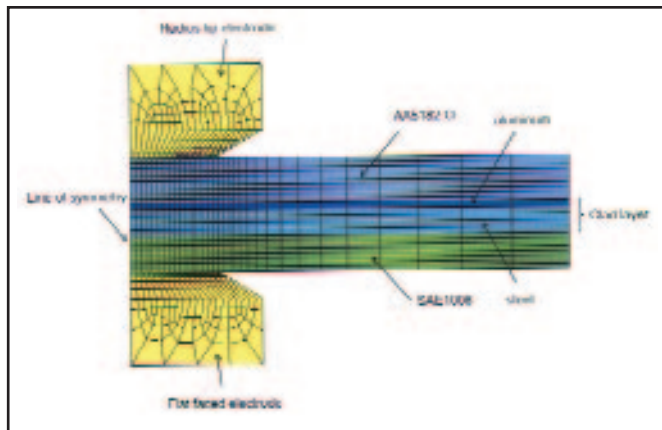 Radius tip electrode
AA5182-O
aluminum
Line of symmetry
Clad layer
SAE1008
steel
Flat faced electrode